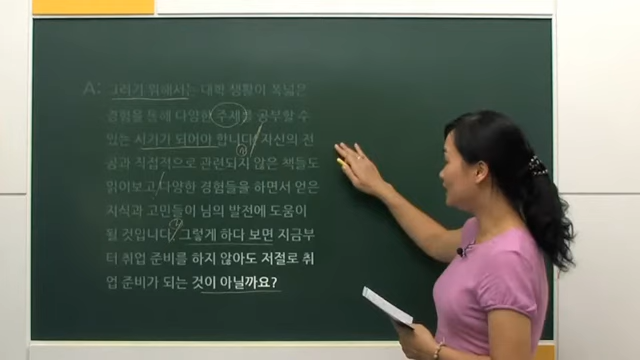 A: 그러기 위해서는 대학 생활이 폭넓은
경험을 통해 다양한 주제를 공부할 수
있는 시기가 되어야 합니다. 자신의 전
공과 직접적으로 관련되지 않은 책들도
읽어보고 다양한 경험들을 하면서 얻은
지식과 고민들이 님의 발전에 도움이
될 것입니다. 그렇게 하다 보면 지금부
터 취업 준비를 하지 않아도 저절로 취
업 준비가 되는 것이 아닐까요?